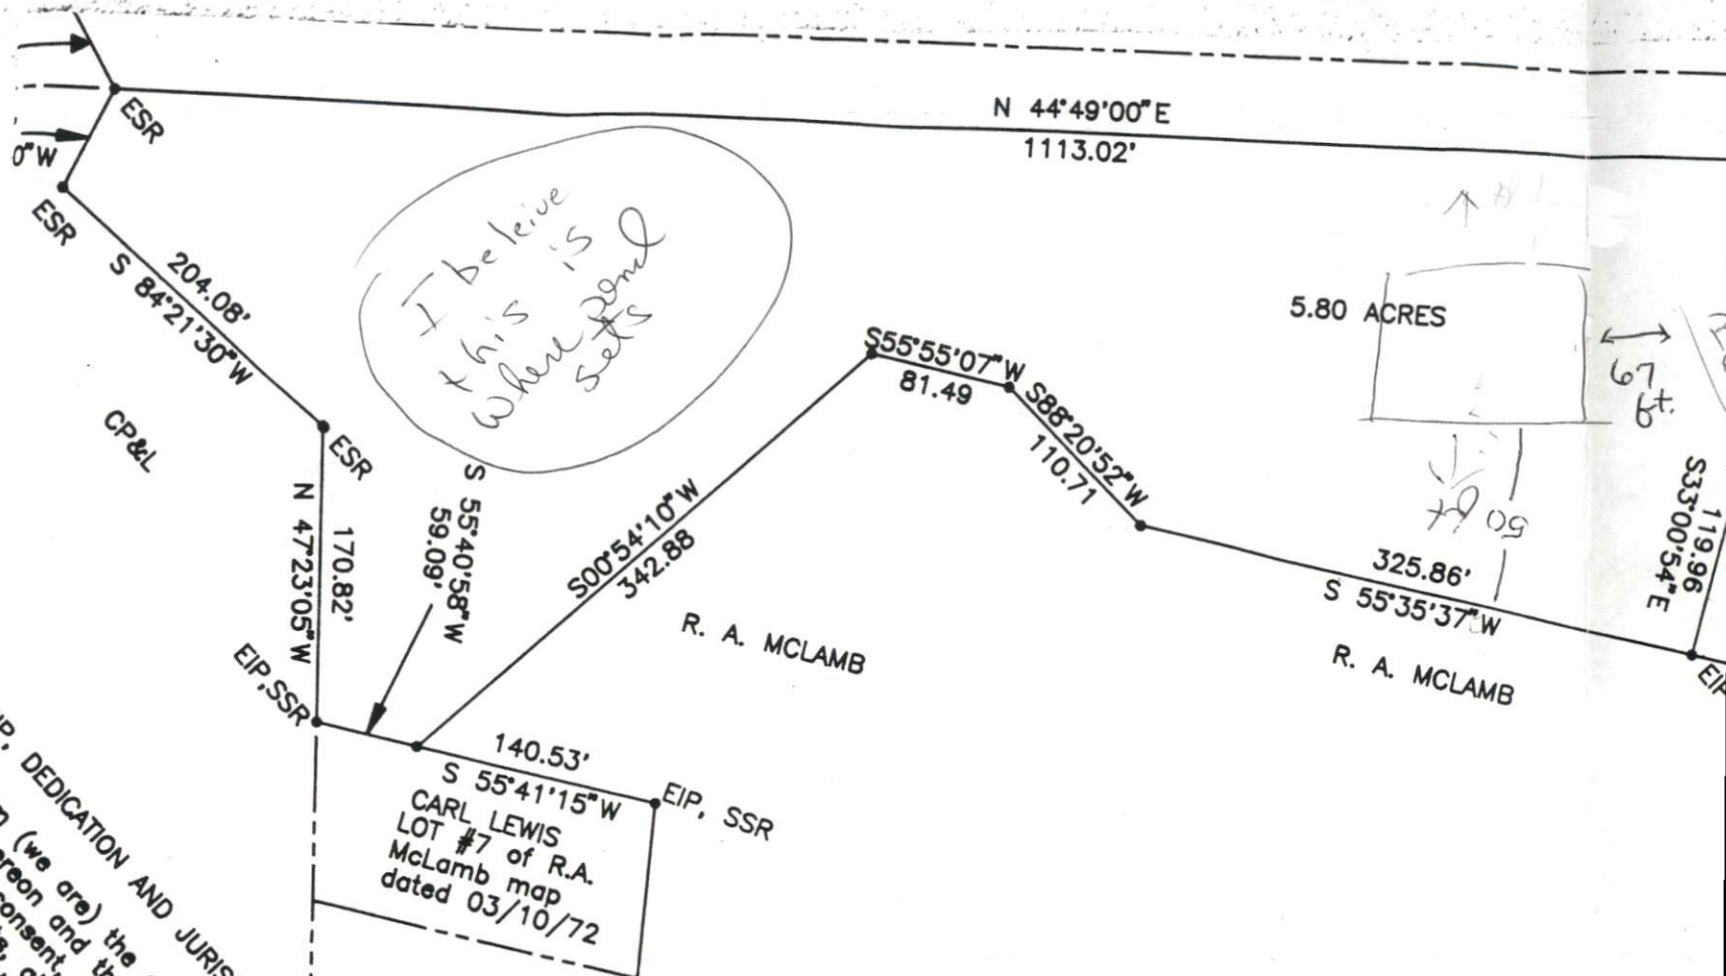 N 44°49'00"E
1113.02'
ESR
0"W
ESR
204.08'
S 84°21'30"W
I beleive
this is
where pond
sets
5.80 ACRES
67
ft.
50
ft
S55°55'07"W
81.49
S88°20'52"W
110.71
S33°00'54"E
119.96
CP&L
ESR
N 47°23'05"W
170.82'
S 55°40'58"W
59.09'
S00°54'10"W
342.88
325.86'
S 55°35'37"W
R. A. MCLAMB
R. A. MCLAMB
EIP,SSR
140.53'
S 55°41'15"W
EIP, SSR
CARL LEWIS
LOT #7 of R.A.
McLamb map
dated 03/10/72
DEDICATION AND JURIS
(we are) the
ereon and th
consent,